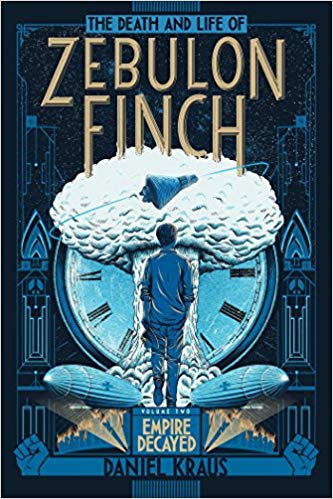 THE DEATH AND LIFE OF
ZEBULON
FINCH
VOLUME TWO
EMPIRE
DECAYED
DANIEL KRAUS